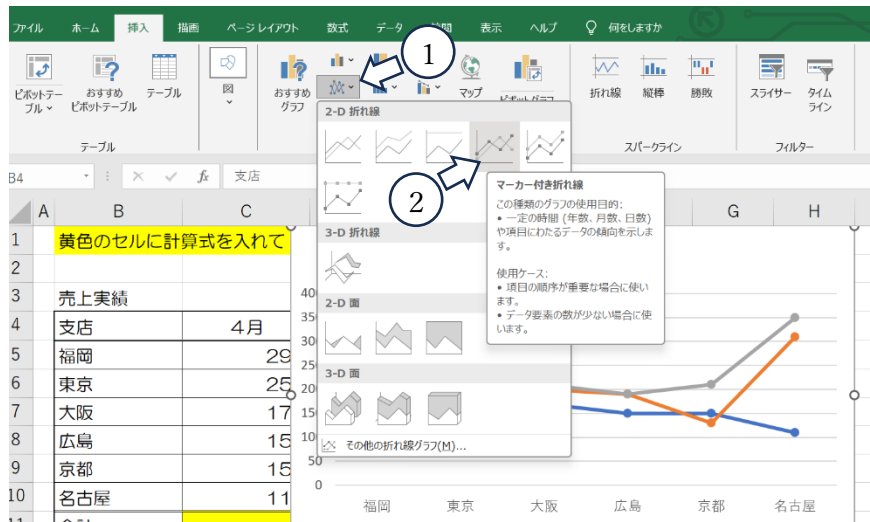 ファイル ホーム 挿入 描画 ページ レイアウト 数式 データ 表示 ヘルプ 何をしますか
1
ピボットテーブル
おすすめ
ピボットテーブル
テーブル
図
おすすめ
グラフ
マップ
折れ線 縦棒 勝敗
スライサー タイム
ライン
テーブル スパークライン フィルター
2-D 折れ線
2
マーカー付き折れ線
この種類のグラフの使用目的:
• 一定の時間 (年数、月数、日数)
や項目にわたるデータの傾向を示しま
す。
使用ケース:
• 項目の順序が重要な場合に使い
ます。
• データ要素の数が少ない場合に使
います。
3-D 折れ線
2-D 面
3-D 面
その他の折れ線グラフ(M)...
B4 fx 支店
A B C G H
1 黄色のセルに計算式を入れて
2
3 売上実績
4 支店 4月
5 福岡 29
6 東京 25
7 大阪 17
8 広島 15
9 京都 15
10 名古屋 11
50
0
福岡 東京 大阪 広島 京都 名古屋